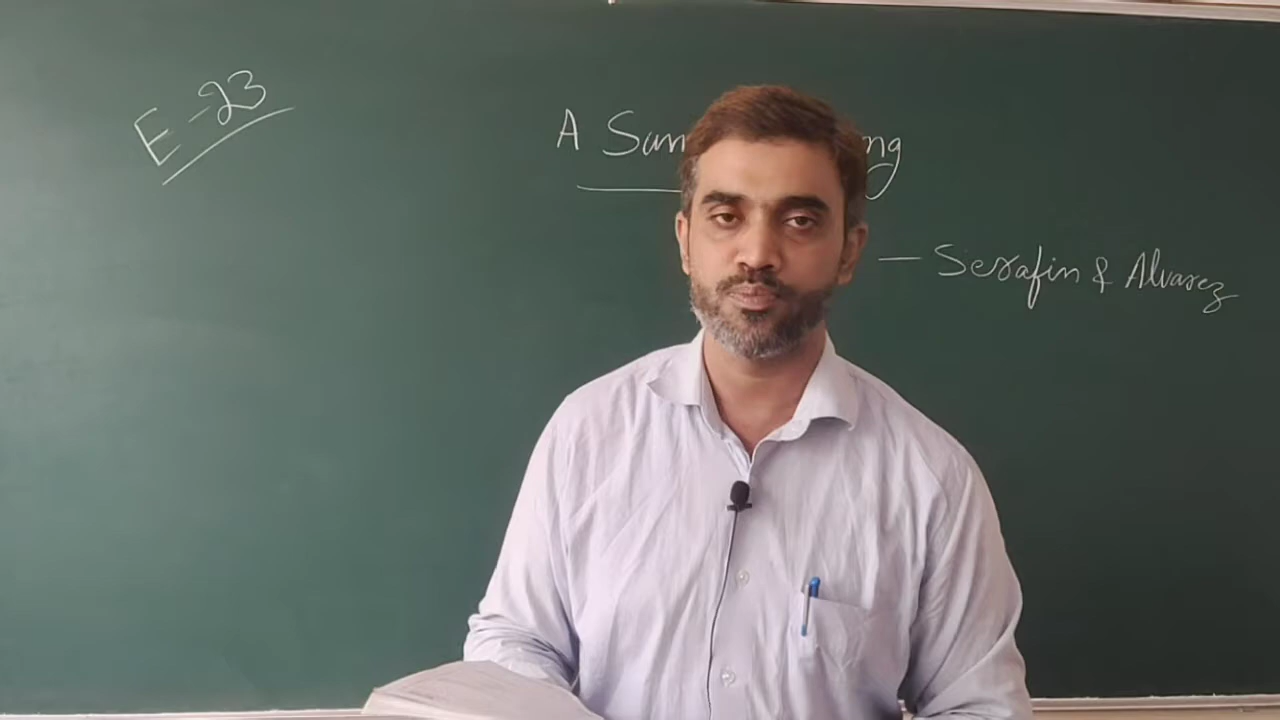 E-23
A Sum ng
— Serafin & Alvarez